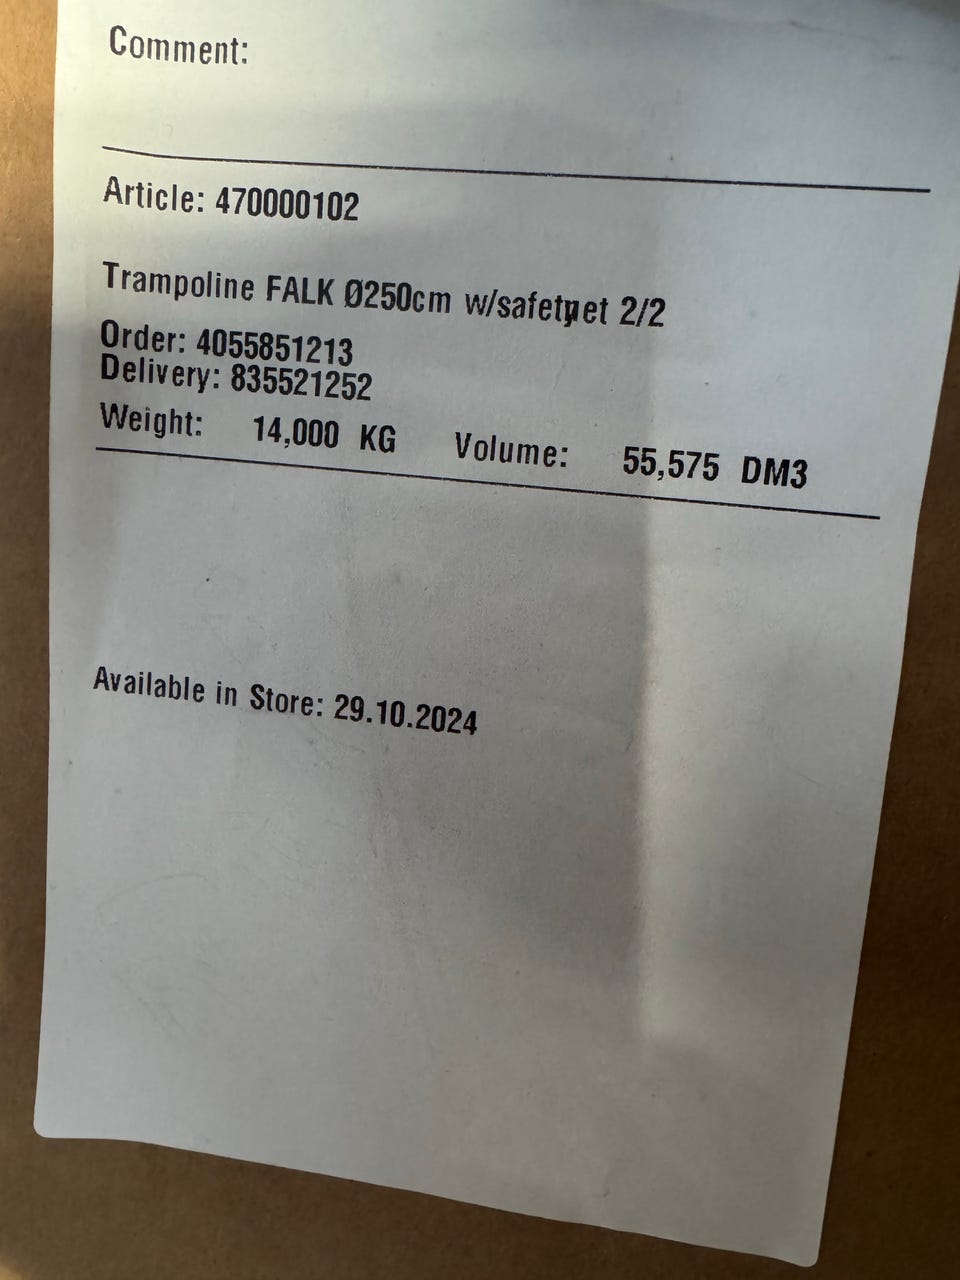 Comment:
Article: 470000102
Trampoline FALK Ø250cm w/safetynet 2/2
Order: 4055851213
Delivery: 835521252
Weight: 14,000 KG Volume: 55,575 DM3
Available in Store: 29.10.2024